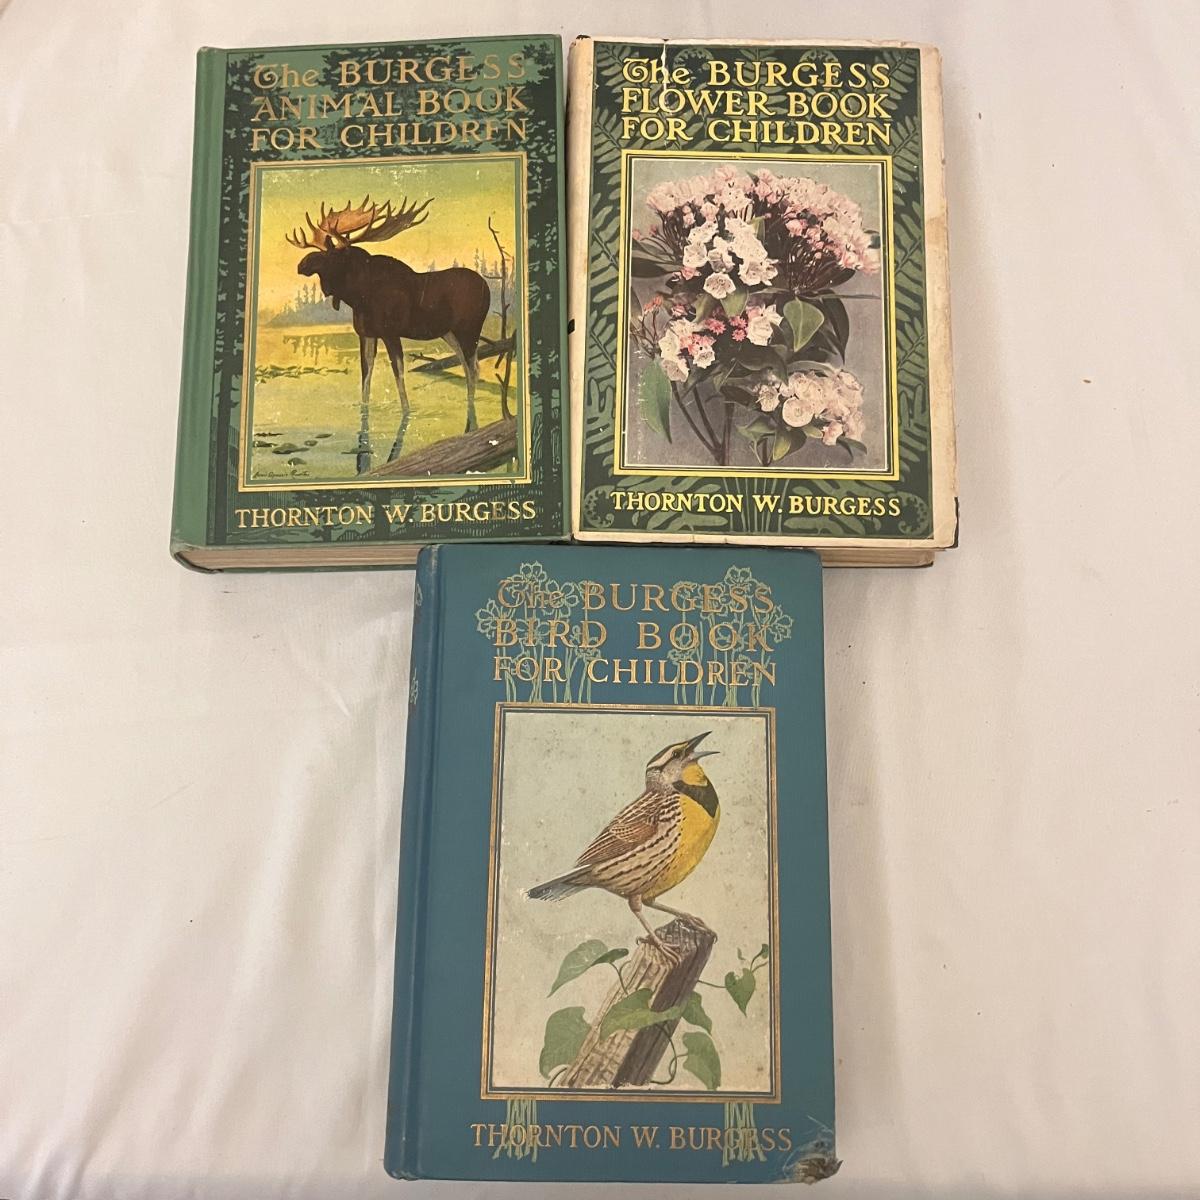 The BURGESS
ANIMAL BOOK
FOR CHILDREN
THORNTON W. BURGESS
The BURGESS
FLOWER BOOK
FOR CHILDREN
THORNTON W. BURGESS
The BURGESS
BIRD BOOK
FOR CHILDREN
THORNTON W. BURGESS